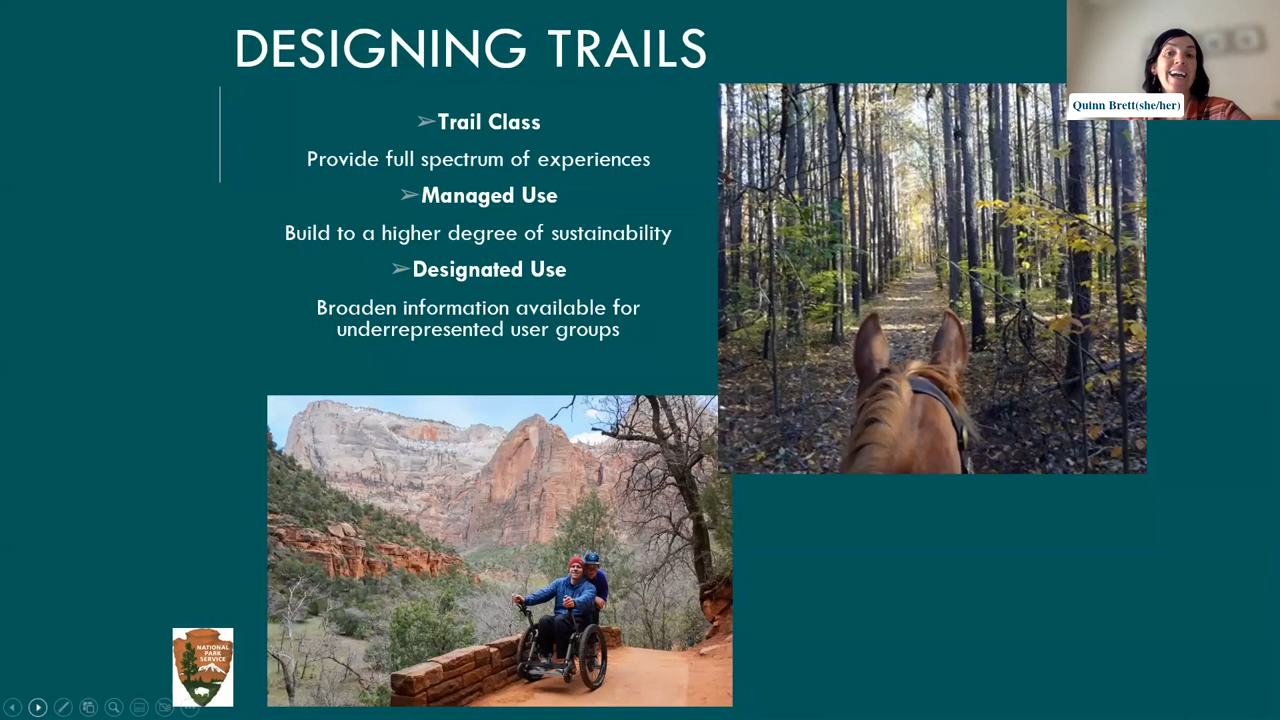 DESIGNING TRAILS
➢Trail Class
Provide full spectrum of experiences
➢Managed Use
Build to a higher degree of sustainability
➢Designated Use
Broaden information available for
underrepresented user groups
Quinn Brett(she/her)
NATIONAL
PARK
SERVICE